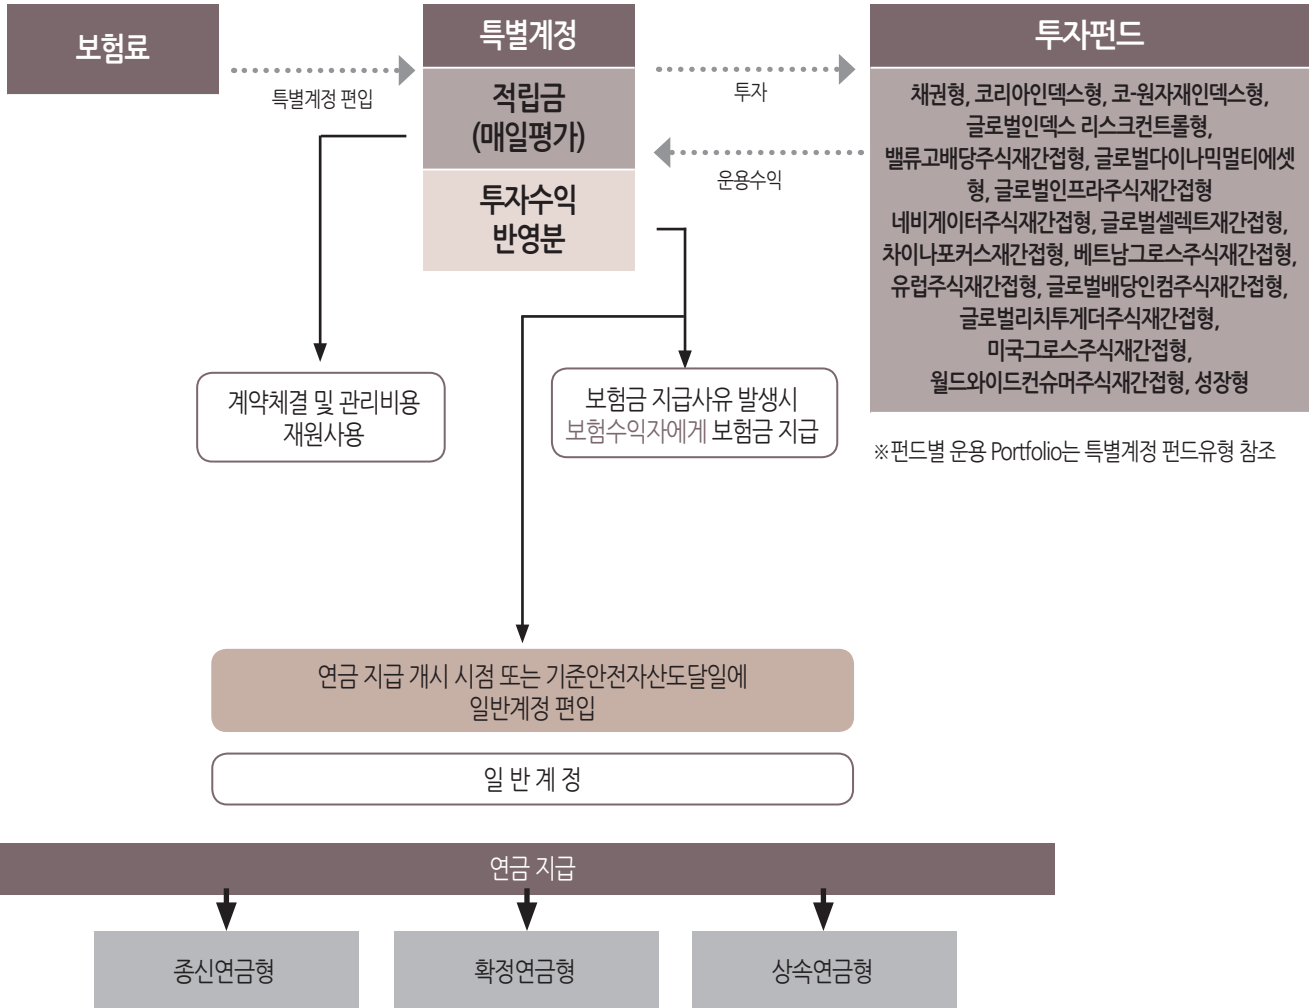 보험료
특별계정 편입
특별계정
적립금
(매일평가)
투자수익
반영분
투자
운용수익
투자펀드
채권형, 코리아인덱스형, 코-원자재인덱스형,
글로벌인덱스 리스크컨트롤형,
밸류고배당주식재간접형, 글로벌다이나믹멀티에셋
형, 글로벌인프라주식재간접형
네비게이터주식재간접형, 글로벌셀렉트재간접형,
차이나포커스재간접형, 베트남그로스주식재간접형,
유럽주식재간접형, 글로벌배당인컴주식재간접형,
글로벌리치투게더주식재간접형,
미국그로스주식재간접형,
월드와이드컨슈머주식재간접형, 성장형
※펀드별 운용 Portfolio는 특별계정 펀드유형 참조
계약체결 및 관리비용
재원사용
보험금 지급사유 발생시
보험수익자에게 보험금 지급
연금 지급 개시 시점 또는 기준안전자산도달일에
일반계정 편입
일 반 계 정
연금 지급
종신연금형
확정연금형
상속연금형